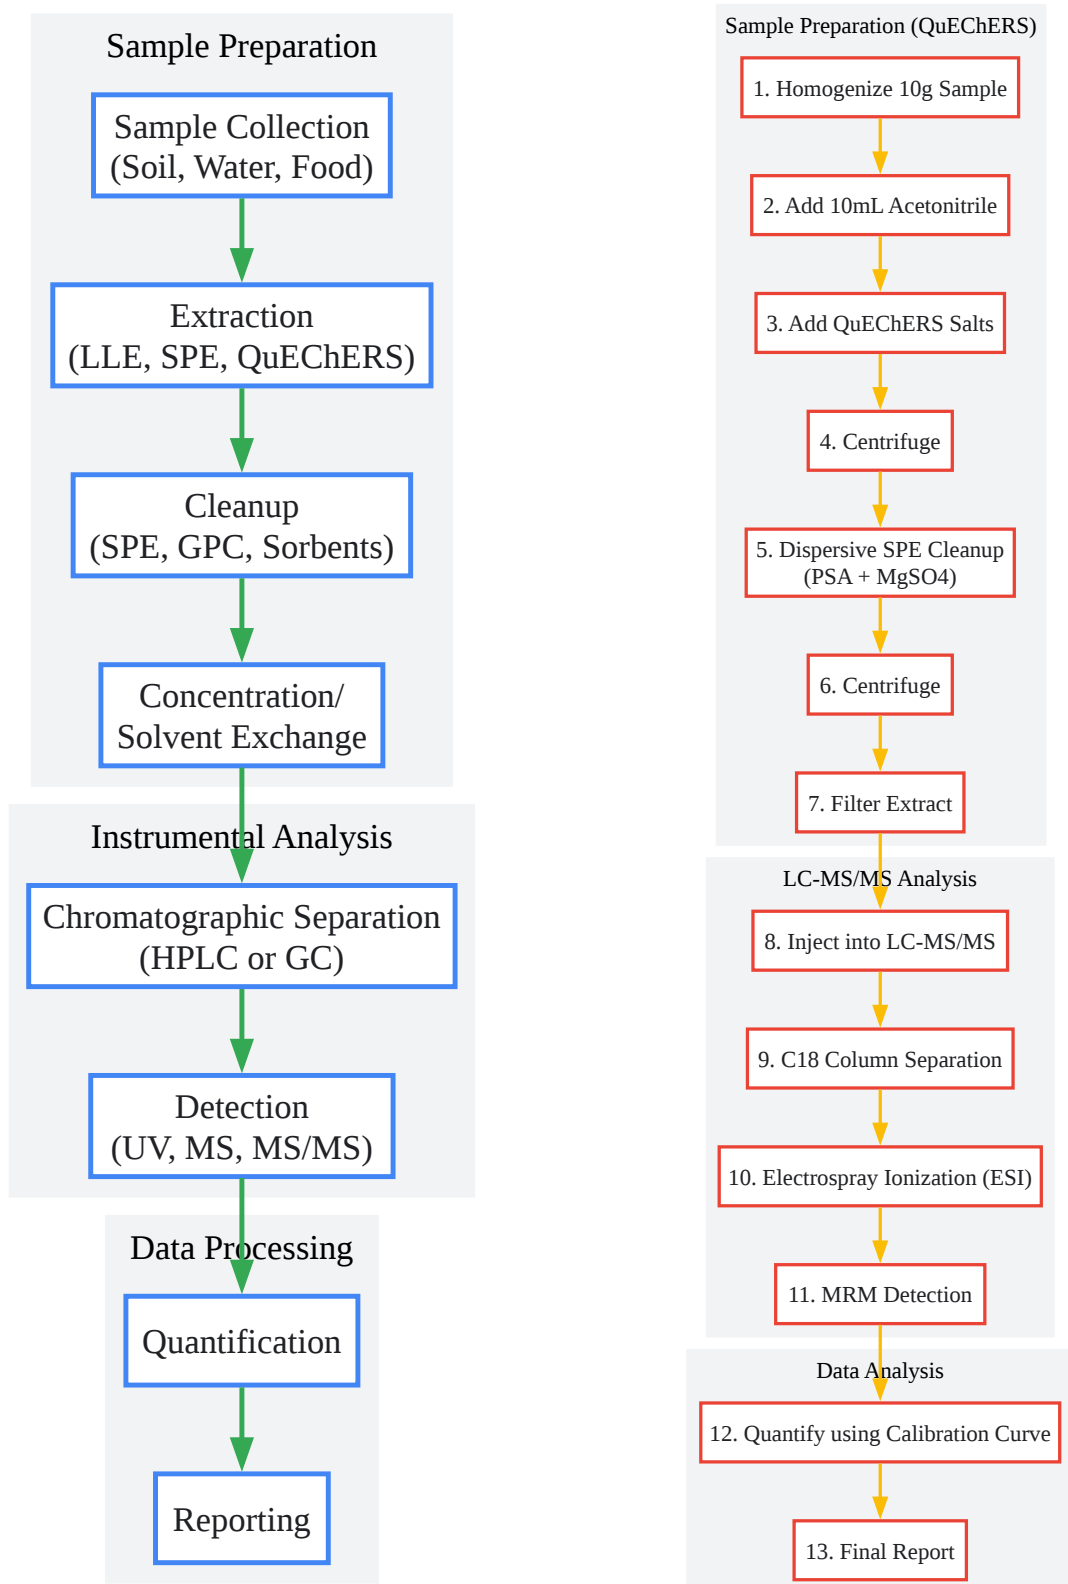 Sample Preparation
Sample Collection
(Soil, Water, Food)
Extraction
(LLE, SPE, QuEChERS)
Cleanup
(SPE, GPC, Sorbents)
Concentration/
Solvent Exchange
Instrumental Analysis
Chromatographic Separation
(HPLC or GC)
Detection
(UV, MS, MS/MS)
Data Processing
Quantification
Reporting
Sample Preparation (QuEChERS)
1. Homogenize 10g Sample
2. Add 10mL Acetonitrile
3. Add QuEChERS Salts
4. Centrifuge
5. Dispersive SPE Cleanup
(PSA + MgSO4)
6. Centrifuge
7. Filter Extract
LC-MS/MS Analysis
8. Inject into LC-MS/MS
9. C18 Column Separation
10. Electrospray Ionization (ESI)
11. MRM Detection
Data Analysis
12. Quantify using Calibration Curve
13. Final Report